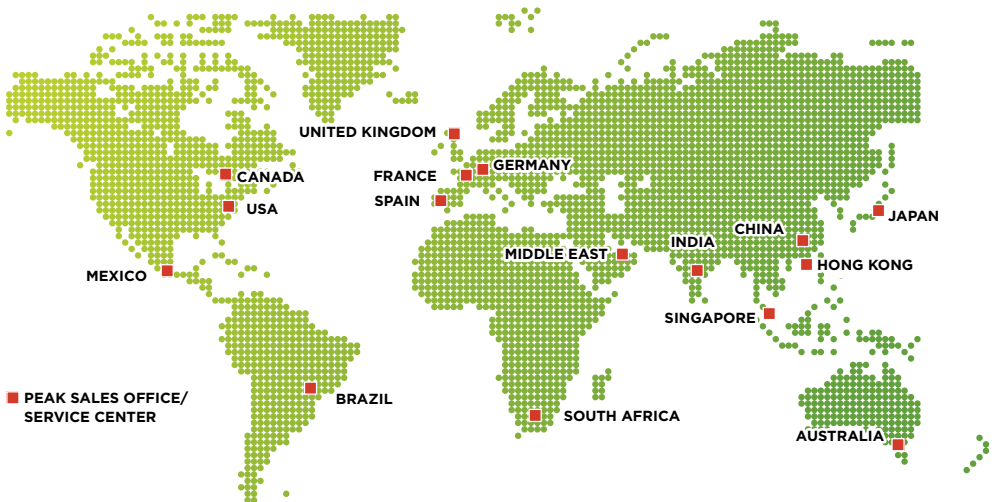 UNITED KINGDOM
GERMANY
FRANCE
CANADA
SPAIN
USA
JAPAN
CHINA
INDIA
MIDDLE EAST
HONG KONG
MEXICO
SINGAPORE
BRAZIL
PEAK SALES OFFICE/
SERVICE CENTER
SOUTH AFRICA
AUSTRALIA